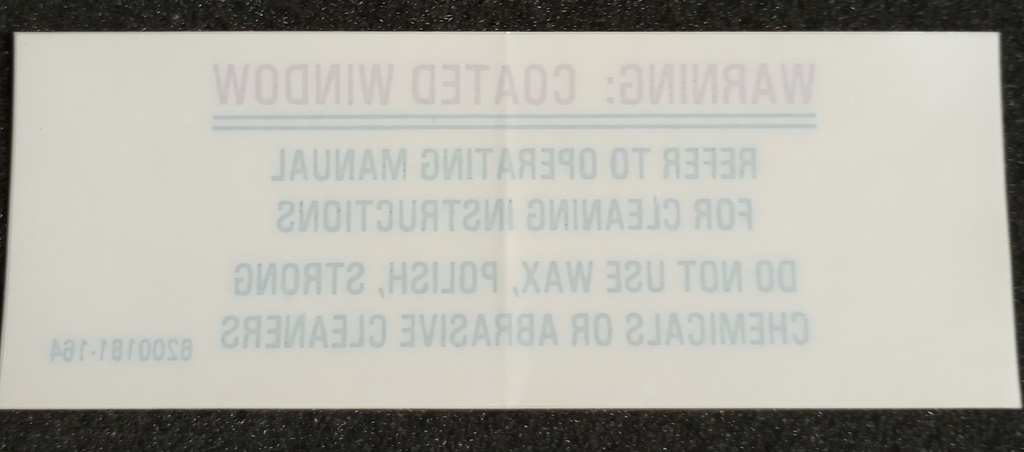 WARNING: COATED WINDOW
REFER TO OPERATING MANUAL
FOR CLEANING INSTRUCTIONS
DO NOT USE WAX, POLISH, STRONG
CHEMICALS OR ABRASIVE CLEANERS
8200181-164